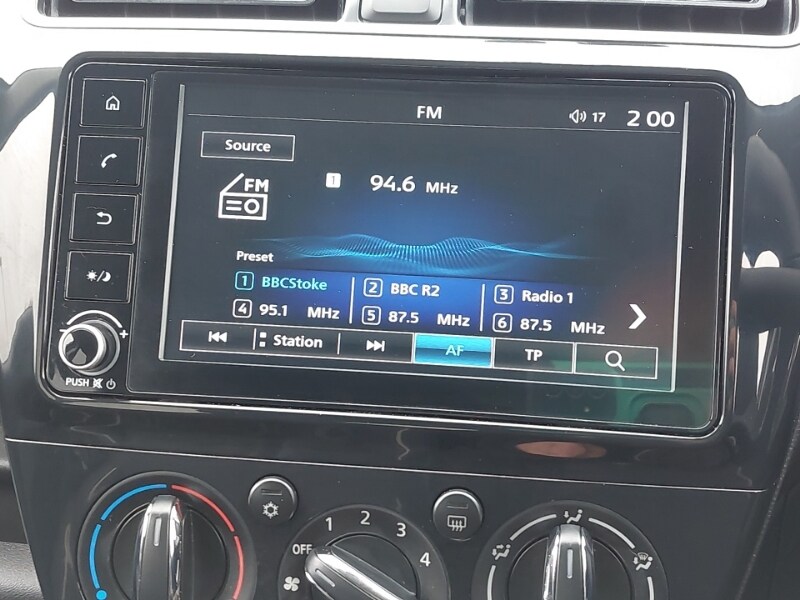 FM
17
2 00
Source
FM
1 94.6 MHz
Preset
1 BBCStoke 2 BBC R2 3 Radio 1
4 95.1 MHz 5 87.5 MHz 6 87.5 MHz
Station AF TP
- +
PUSH
OFF 1 2 3 4